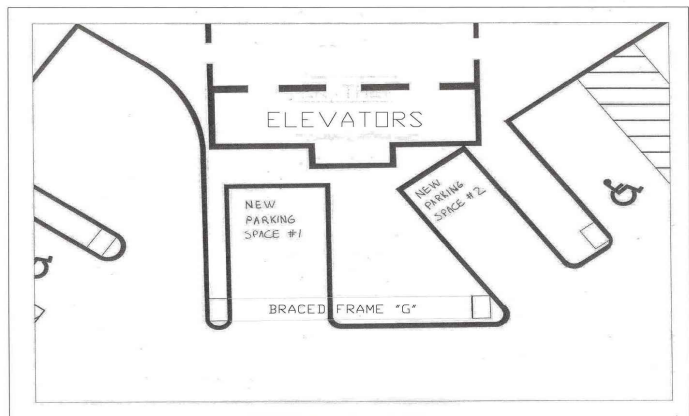 ELEVATORS
NEW
PARKING
SPACE #1
NEW
PARKING
SPACE #2
BRACED FRAME "G"